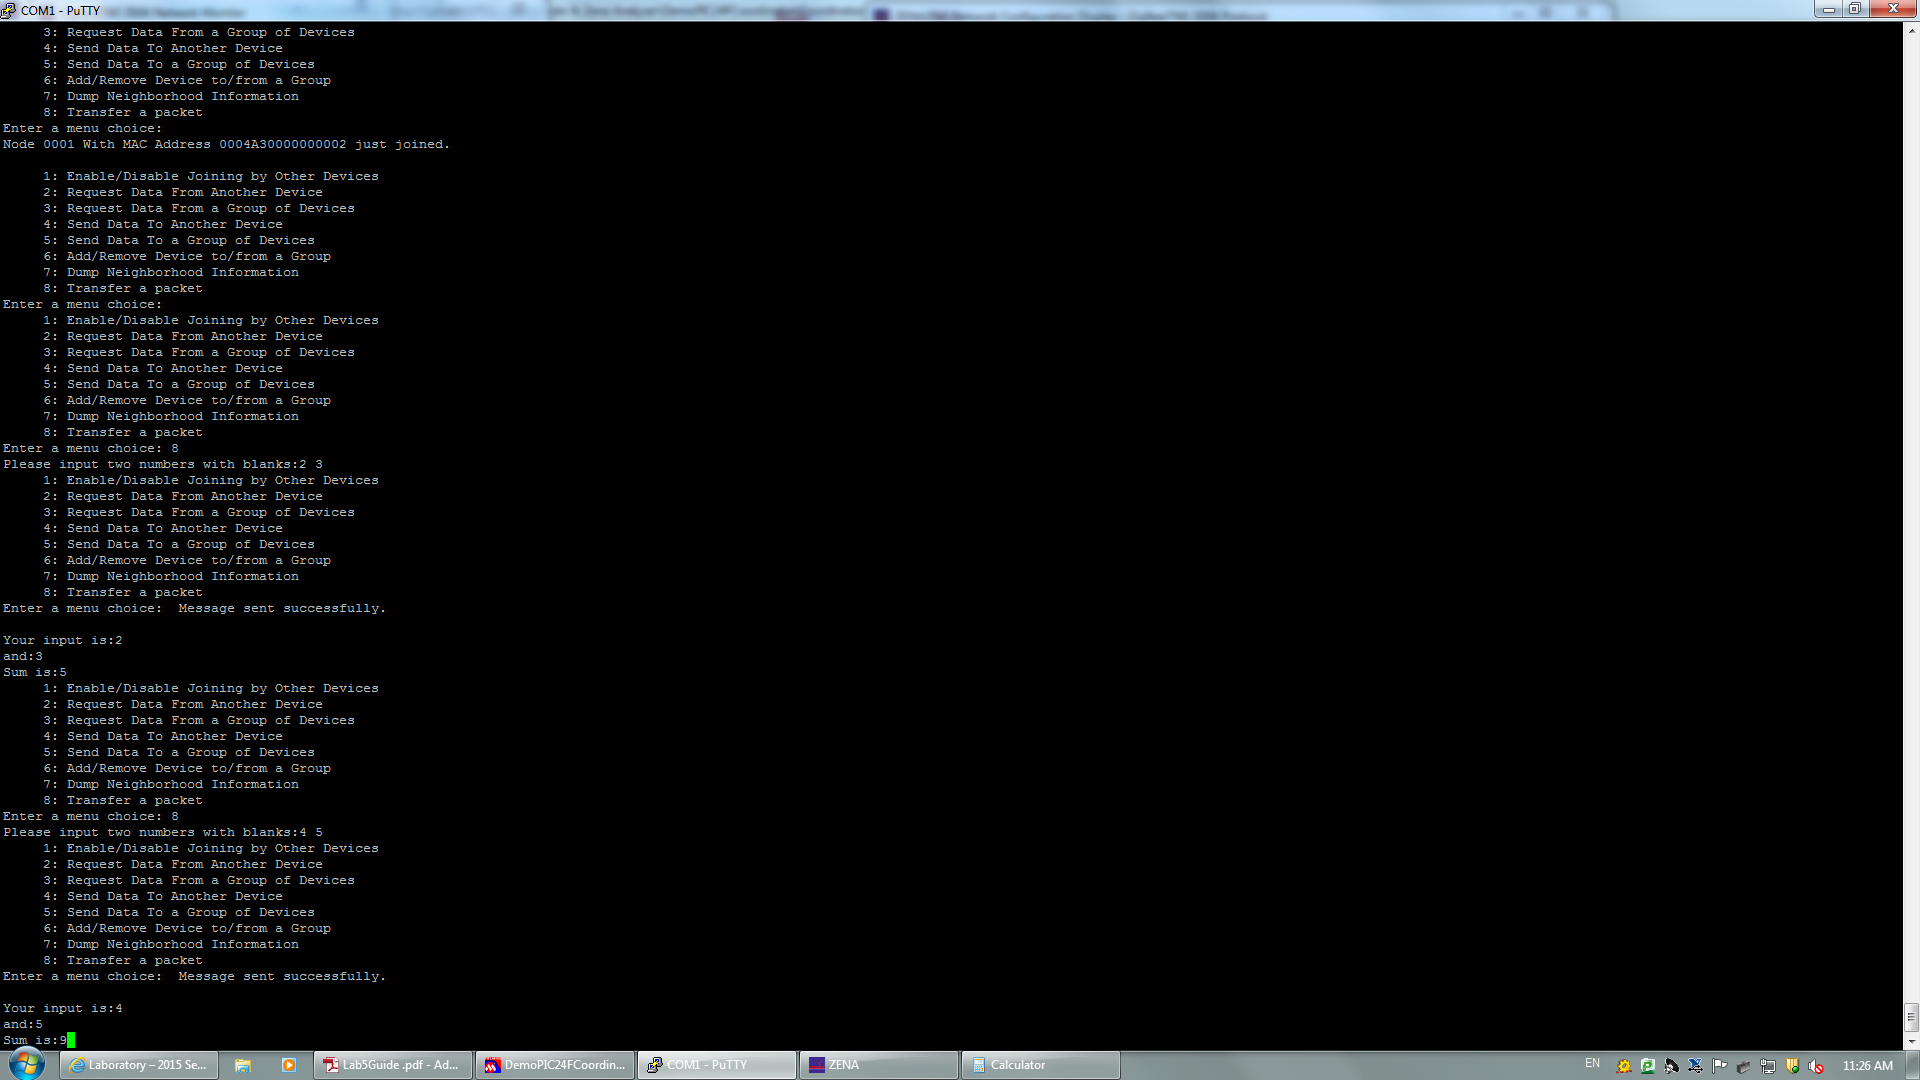 COM1 - PuTTY
3: Request Data From a Group of Devices
4: Send Data To Another Device
5: Send Data To a Group of Devices
6: Add/Remove Device to/from a Group
7: Dump Neighborhood Information
8: Transfer a packet
Enter a menu choice:
Node 0001 With MAC Address 0004A30000000002 just joined.
1: Enable/Disable Joining by Other Devices
2: Request Data From Another Device
3: Request Data From a Group of Devices
4: Send Data To Another Device
5: Send Data To a Group of Devices
6: Add/Remove Device to/from a Group
7: Dump Neighborhood Information
8: Transfer a packet
Enter a menu choice:
1: Enable/Disable Joining by Other Devices
2: Request Data From Another Device
3: Request Data From a Group of Devices
4: Send Data To Another Device
5: Send Data To a Group of Devices
6: Add/Remove Device to/from a Group
7: Dump Neighborhood Information
8: Transfer a packet
Enter a menu choice: 8
Please input two numbers with blanks:2 3
1: Enable/Disable Joining by Other Devices
2: Request Data From Another Device
3: Request Data From a Group of Devices
4: Send Data To Another Device
5: Send Data To a Group of Devices
6: Add/Remove Device to/from a Group
7: Dump Neighborhood Information
8: Transfer a packet
Enter a menu choice:  Message sent successfully.
Your input is:2
and:3
Sum is:5
1: Enable/Disable Joining by Other Devices
2: Request Data From Another Device
3: Request Data From a Group of Devices
4: Send Data To Another Device
5: Send Data To a Group of Devices
6: Add/Remove Device to/from a Group
7: Dump Neighborhood Information
8: Transfer a packet
Enter a menu choice: 8
Please input two numbers with blanks:4 5
1: Enable/Disable Joining by Other Devices
2: Request Data From Another Device
3: Request Data From a Group of Devices
4: Send Data To Another Device
5: Send Data To a Group of Devices
6: Add/Remove Device to/from a Group
7: Dump Neighborhood Information
8: Transfer a packet
Enter a menu choice:  Message sent successfully.
Your input is:4
and:5
Sum is:9
Laboratory – 2015 Se... Lab5Guide .pdf - Ad... DemoPIC24FCoordin... COM1 - PuTTY ZENA Calculator EN 11:26 AM